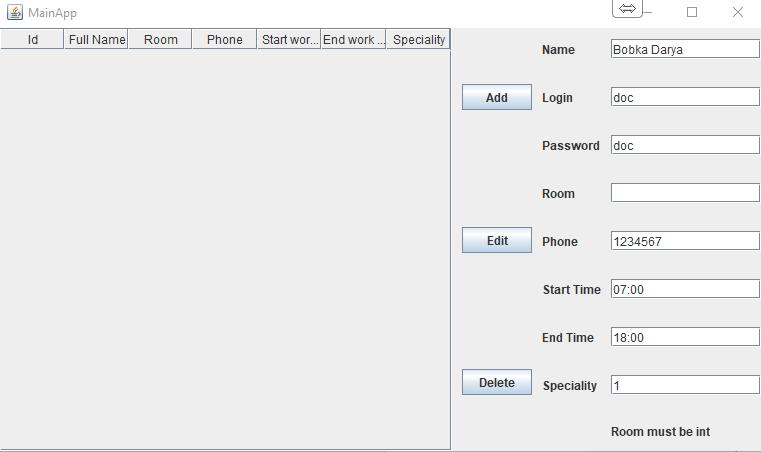 MainApp
Id Full Name Room Phone Start wor... End work ... Speciality
Name Bobka Darya
Add Login doc
Password doc
Room
Edit Phone 1234567
Start Time 07:00
End Time 18:00
Delete Speciality 1
Room must be int